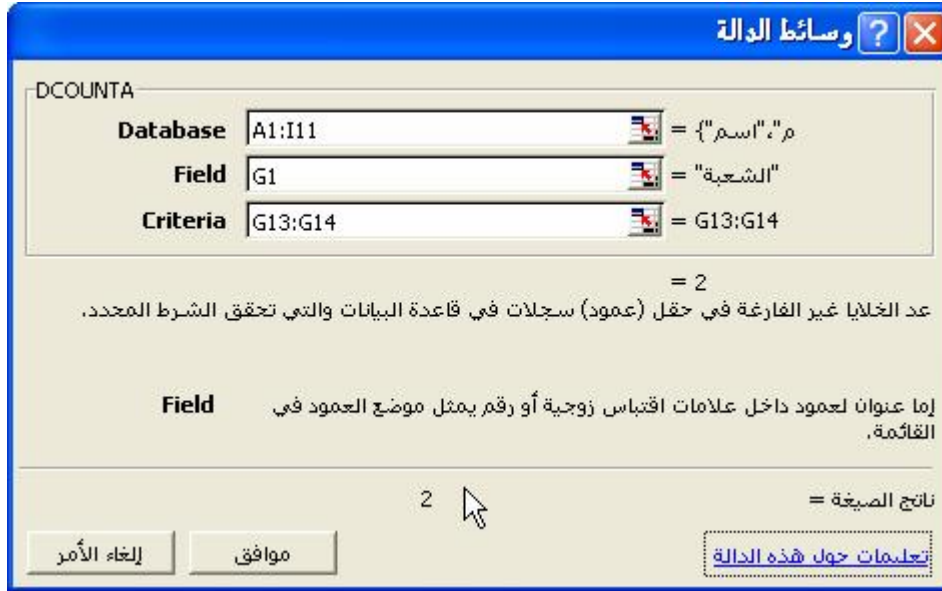 وسائط الدالة
DCOUNTA
Database A1:I11 = {"م","اسم"
Field G1 = "الشعبة"
Criteria G13:G14 = G13:G14
= 2
عد الخلايا غير الفارغة في حقل (عمود) سجلات في قاعدة البيانات والتي تحقق الشرط المحدد.
Field إما عنوان لعمود داخل علامات اقتباس زوجية أو رقم يمثل موضع العمود في
القائمة.
ناتج الصيغة = 2
تعليمات حول هذه الدالة موافق إلغاء الأمر